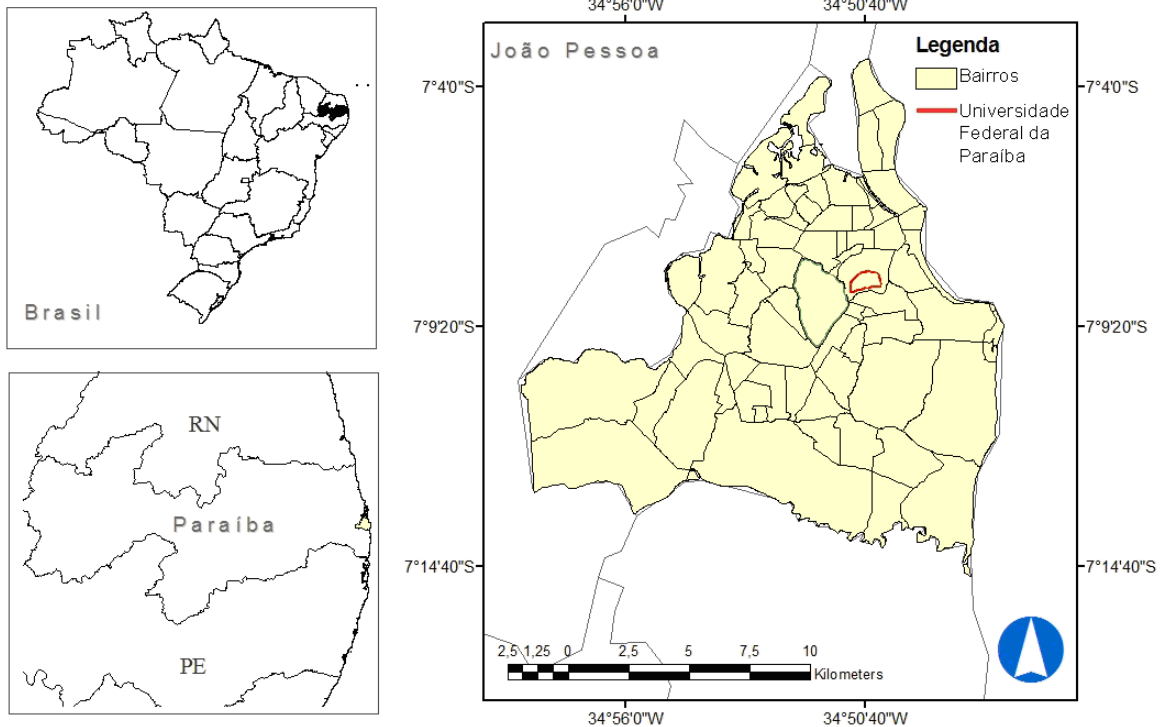 Brasil
RN
Paraíba
PE
34°56'0"W 34°50'40"W
João Pessoa
Legenda
Bairros
Universidade
Federal da
Paraíba
7°4'0"S 7°4'0"S
7°9'20"S 7°9'20"S
7°14'40"S 7°14'40"S
2,5 1,25 0 2,5 5 7,5 10
Kilometers
34°56'0"W 34°50'40"W